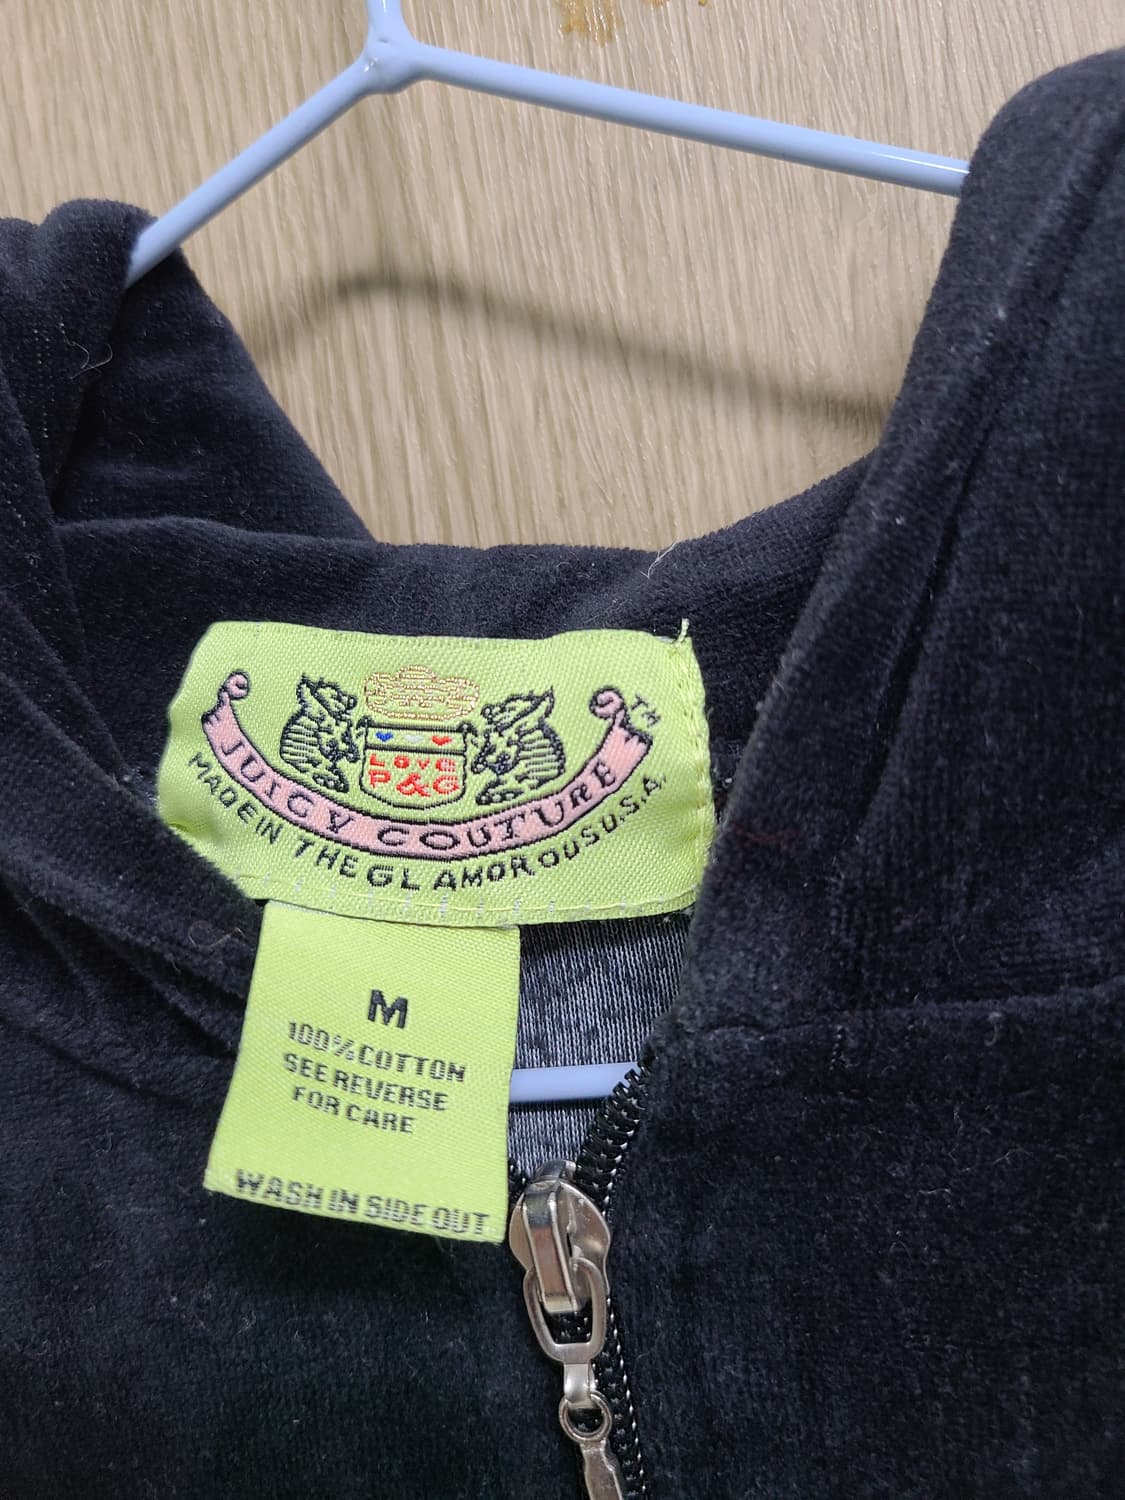 Love
P&G
JUICY COUTURE TM
MADE IN THE GLAMOROUS U.S.A.
M
100% COTTON
SEE REVERSE
FOR CARE
WASH IN SIDE OUT